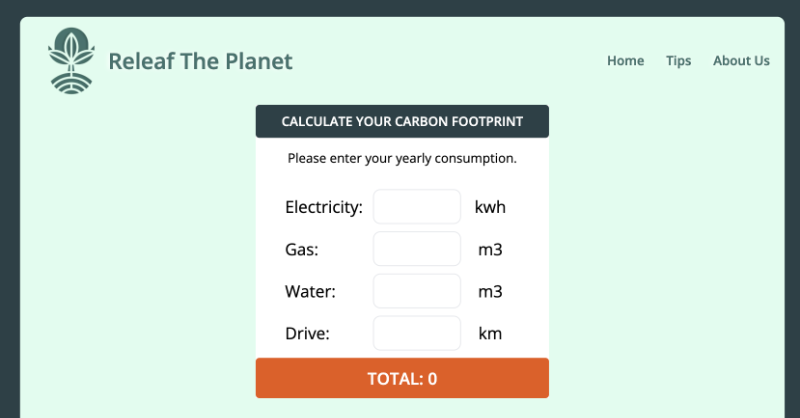 Releaf The Planet
Home Tips About Us
CALCULATE YOUR CARBON FOOTPRINT
Please enter your yearly consumption.
Electricity: kwh
Gas: m3
Water: m3
Drive: km
TOTAL: 0